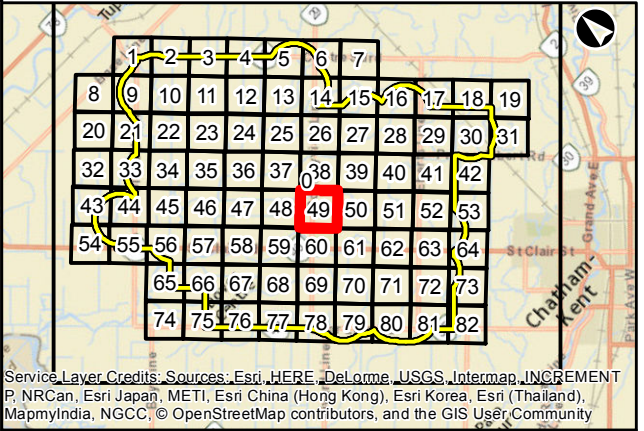 20
Tup
1 2 3 4 5 6 7
8 9 10 11 12 13 14 15 16 17 18 19
39
20 21 22 23 24 25 26 27 28 29 30 31
Rd
32 33 34 35 36 37 38 39 40 41 42
0
43 44 45 46 47 48 49 50 51 52 53
Grand Ave E
54 55 56 57 58 59 60 61 62 63 64
St Clair St
65 66 67 68 69 70 71 72 73
Chatham-
Kent
Park Ave W
74 75 76 77 78 79 80 81 82
Service Layer Credits: Sources: Esri, HERE, DeLorme, USGS, Intermap, INCREMENT
P, NRCan, Esri Japan, METI, Esri China (Hong Kong), Esri Korea, Esri (Thailand),
MapmyIndia, NGCC, © OpenStreetMap contributors, and the GIS User Community